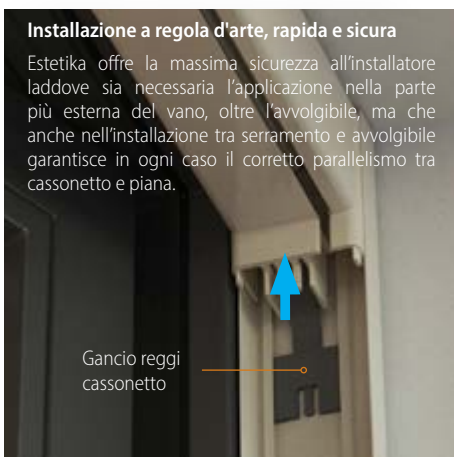 Installazione a regola d'arte, rapida e sicura
Estetika offre la massima sicurezza all’installatore
laddove sia necessaria l’applicazione nella parte
più esterna del vano, oltre l’avvolgibile, ma che
anche nell’installazione tra serramento e avvolgibile
garantisce in ogni caso il corretto parallelismo tra
cassonetto e piana.
Gancio reggi
cassonetto